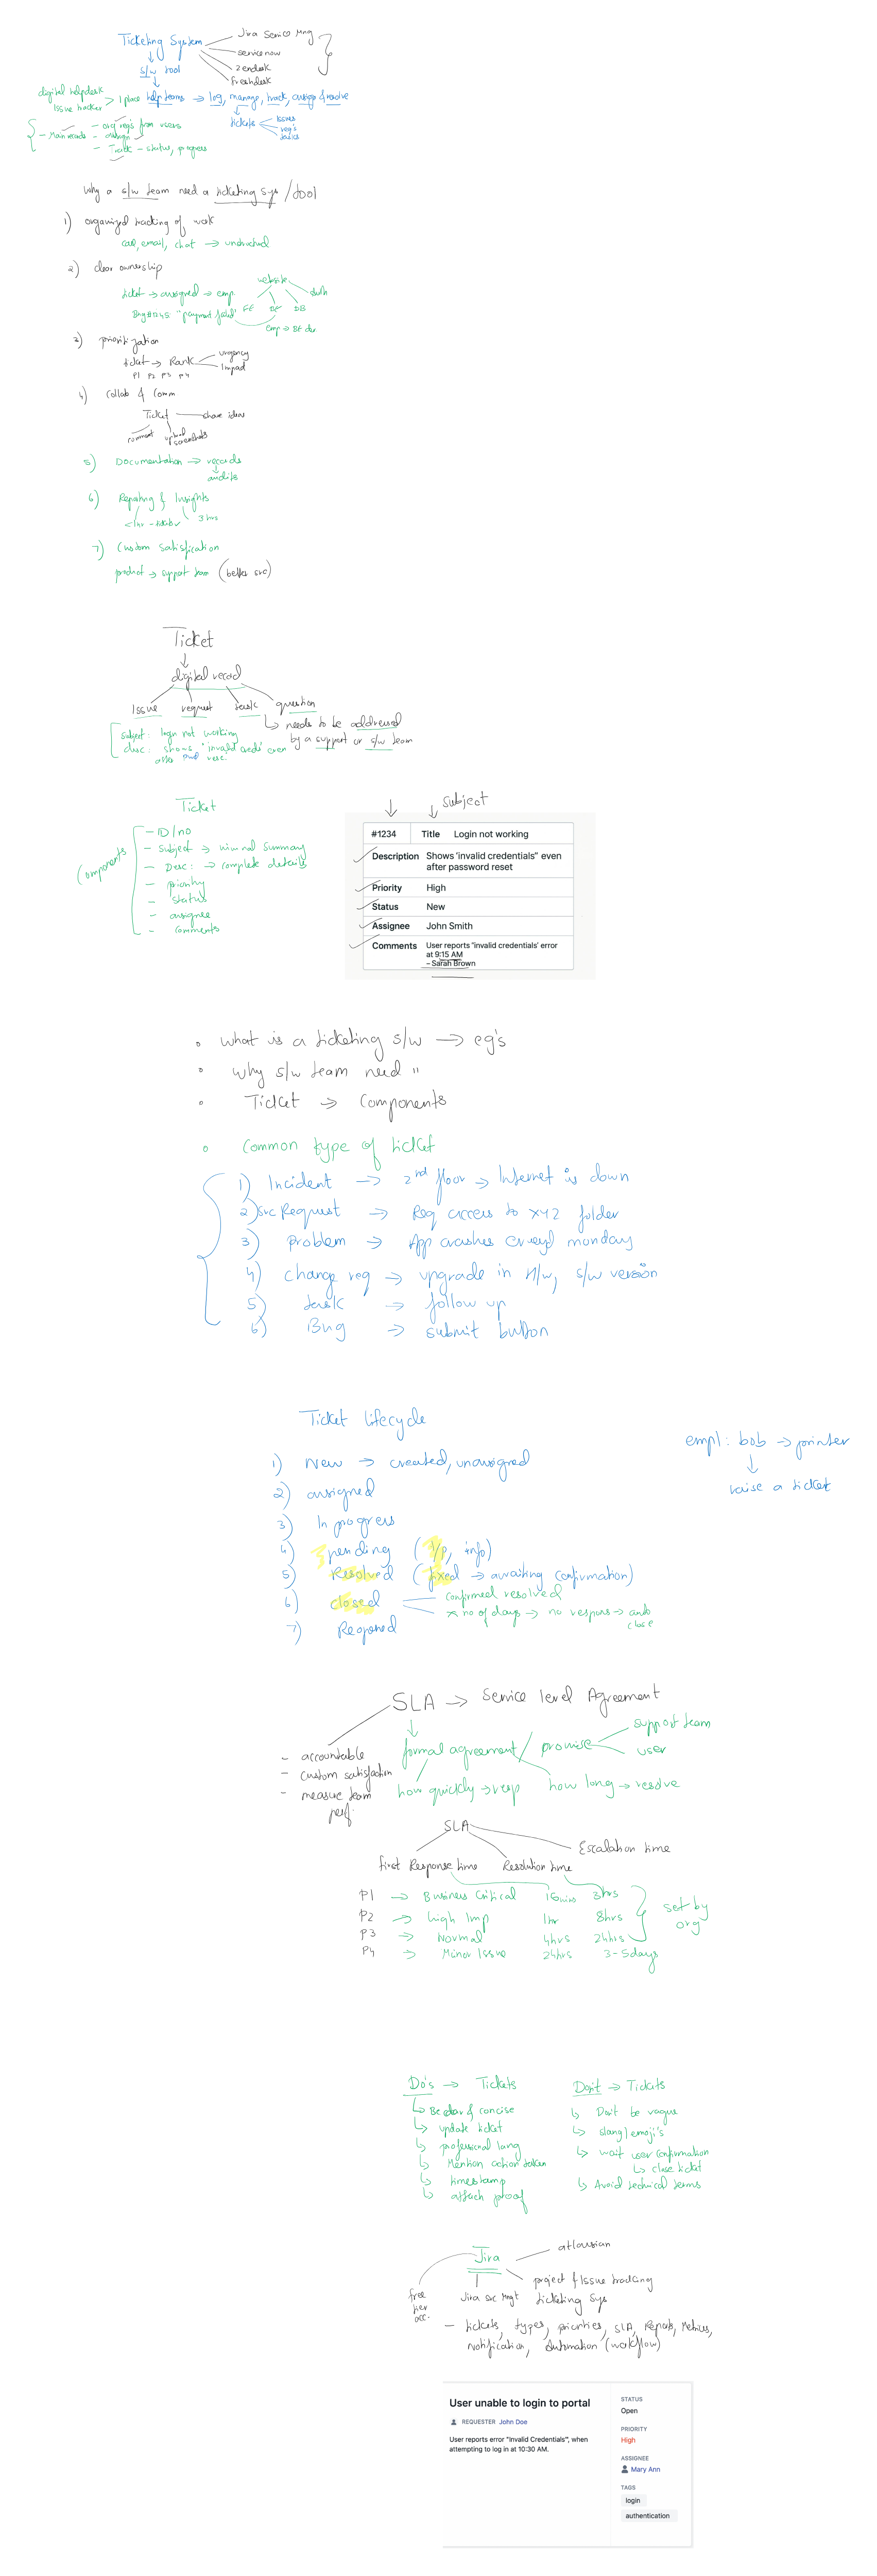 Ticketing System
Jira Service Mng
servicenow
zendesk
freshdesk
s/w tool
digital helpdesk
Issue tracker > 1 place help teams → log, manage, track, assign & resolve
tickets
Issues
req's
tasks
- Main needs
- org req's from users
- assign
- Track - status, progress
Why a s/w team need a ticketing sys / tool
1) organized tracking of work
call, email, chat → unstructured
2) clear ownership
ticket → assigned → emp
website
FE BE DB Auth
Bug#1245: "payment failed"
emp → BE dev
3) prioritization
ticket → Rank
urgency
Impact
P1 P2 P3 P4
4) Collab & Comm
Ticket
share ideas
comment
upload
screenshots
5) Documentation → records
audits
6) Reporting & Insights
<1hr
3 hrs
7) Custom Satisfaction
product → support team (better svc)
Ticket
digital record
Issue request task question
needs to be addressed
by a support or s/w team
subject: login not working
desc: shows 'invalid creds' even
after pwd reset
Ticket
Components
- ID/no
- Subject → minimal summary
- Desc: → complete details
- priority
- status
- assignee
- comments
subject
#1234 Title Login not working
Description Shows 'invalid credentials" even
after password reset
Priority High
Status New
Assignee John Smith
Comments User reports 'invalid credentials' error
at 9:15 AM
– Sarah Brown
what is a ticketing s/w → eg's
why s/w team need "
Ticket → Components
Common type of ticket
1) Incident → 2nd floor → Internet is down
2) svc Request → Req access to xyz folder
3) problem → App crashes every monday
4) change req → upgrade in H/w, s/w version
5) task → follow up
6) Bug → submit button
Ticket lifecycle
empl: bob → printer
raise a ticket
1) New → created, unassigned
2) assigned
3) In progress
4) pending (i/p, info)
5) Resolved (fixed → awaiting confirmation)
6) closed
confirmed resolved
x no of days → no respons → auto
close
7) Reopened
SLA → Service level Agreement
- accountable
- custom satisfaction
- measure team
perf.
formal agreement / promise
support team
user
how quickly → resp
how long → resolve
SLA
first Response time Resolution time Escalation time
P1 → Business Critical 15mins 3hrs
P2 → high Imp 1hr 8hrs
P3 → Normal 4hrs 24hrs
P4 → Minor Issue 24hrs 3-5days
set by
org
Do's → Tickets
Be clear & concise
update ticket
professional lang
Mention action taken
timestamp
attach proof
Don't → Tickets
Don't be vague
slang/emoji's
wait user confirmation
close ticket
Avoid technical terms
Jira
atlassian
project & Issue tracking
ticketing sys
Jira svc Mngt
free
tier
acc.
- tickets, types, priorities, SLA, Reports, Metrics,
notification, Automation (workflow)
User unable to login to portal
REQUESTER John Doe
User reports error "Invalid Credentials", when
attempting to log in at 10:30 AM.
STATUS
Open
PRIORITY
High
ASSIGNEE
Mary Ann
TAGS
login
authentication